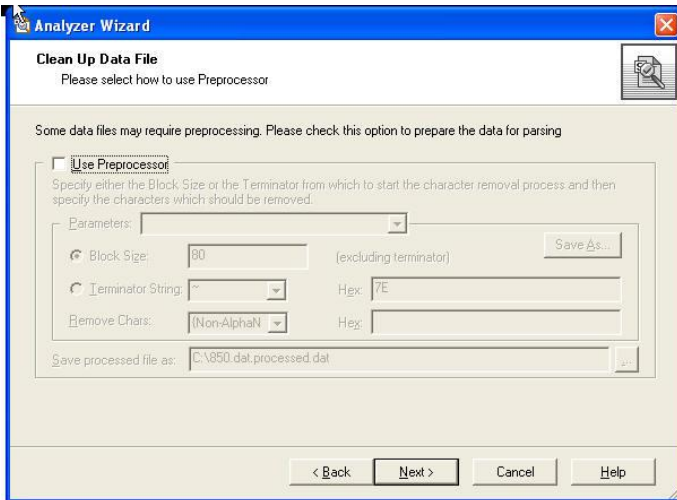 Analyzer Wizard
Clean Up Data File
Please select how to use Preprocessor
Some data files may require preprocessing. Please check this option to prepare the data for parsing
Use Preprocessor
Specify either the Block Size or the Terminator from which to start the character removal process and then
specify the characters which should be removed.
Parameters:
Block Size: 80 (excluding terminator) Save As...
Terminator String: ~ Hex: 7E
Remove Chars: (Non-AlphaN Hex:
Save processed file as: C:\850.dat.processed.dat ...
< Back Next > Cancel Help